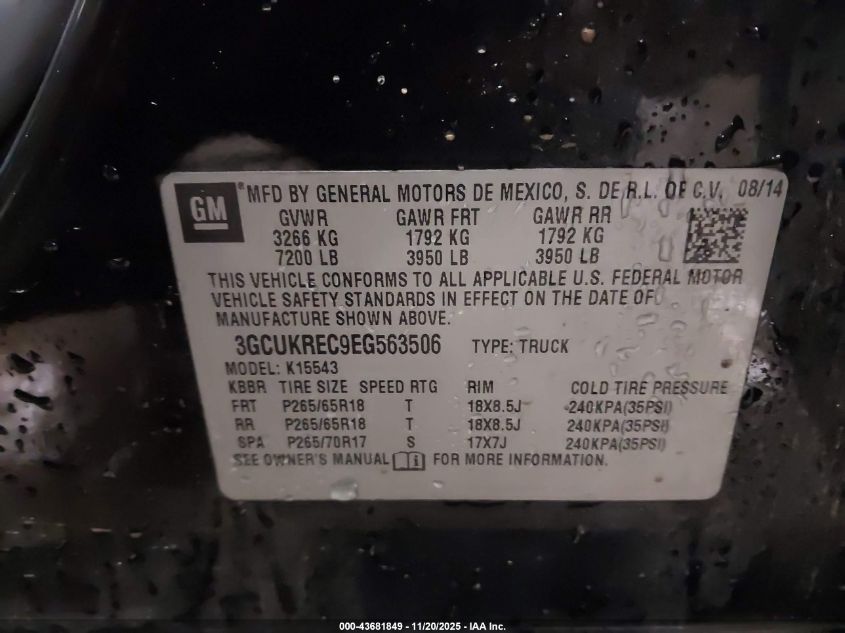 GM ® MFD BY GENERAL MOTORS DE MEXICO, S. DE R.L. OF C.V. 08/14
GVWR GAWR FRT GAWR RR
3266 KG 1792 KG 1792 KG
7200 LB 3950 LB 3950 LB
THIS VEHICLE CONFORMS TO ALL APPLICABLE U.S. FEDERAL MOTOR
VEHICLE SAFETY STANDARDS IN EFFECT ON THE DATE OF
MANUFACTURE SHOWN ABOVE.
3GCUKREC9EG563506 TYPE: TRUCK
MODEL: K15543
KBBR TIRE SIZE SPEED RTG RIM COLD TIRE PRESSURE
FRT P265/65R18 T 18X8.5J 240KPA(35PSI)
RR P265/65R18 T 18X8.5J 240KPA(35PSI)
SPA P265/70R17 S 17X7J 240KPA(35PSI)
SEE OWNER'S MANUAL FOR MORE INFORMATION.
000-43681849 — 11/20/2025 — IAA Inc.